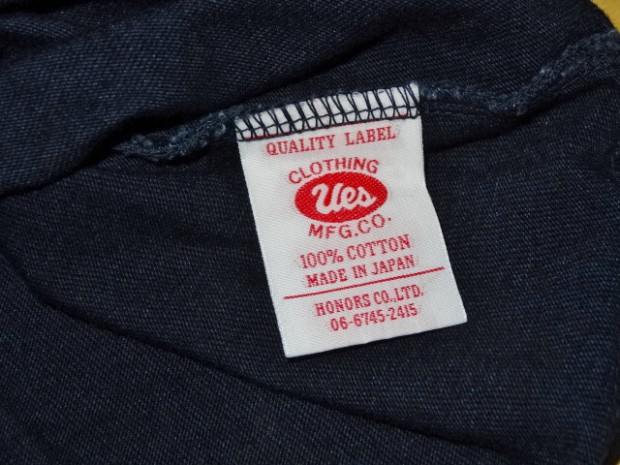 QUALITY LABEL
CLOTHING
Ues
MFG.CO.
100% COTTON
MADE IN JAPAN
HONORS CO.,LTD.
06-6745-2415